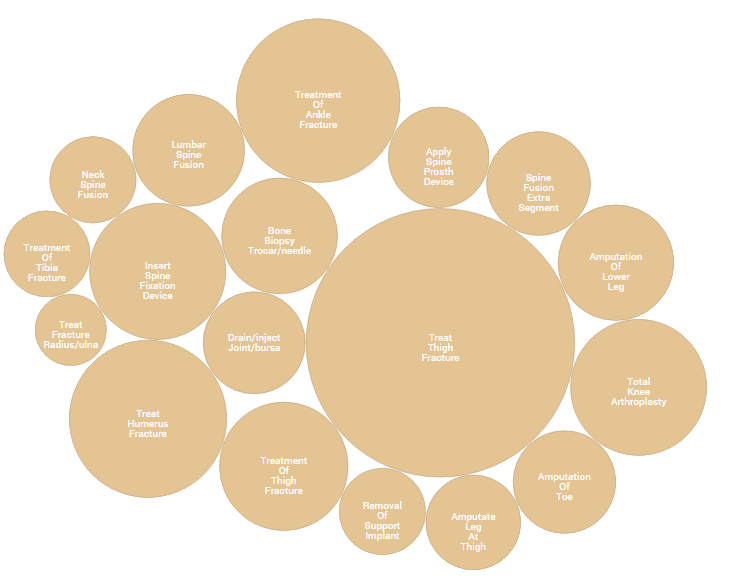 Treatment
Of
Ankle
Fracture
Lumbar
Spine
Fusion
Apply
Spine
Prosth
Device
Neck
Spine
Fusion
Spine
Fusion
Extra
Segment
Bone
Biopsy
Trocar/needle
Treatment
Of
Tibia
Fracture
Insert
Spine
Fixation
Device
Amputation
Of
Lower
Leg
Treat
Fracture
Radius/ulna
Drain/inject
Joint/bursa
Treat
Thigh
Fracture
Total
Knee
Arthroplasty
Treat
Humerus
Fracture
Treatment
Of
Thigh
Fracture
Amputation
Of
Toe
Removal
Of
Support
Implant
Amputate
Leg
At
Thigh